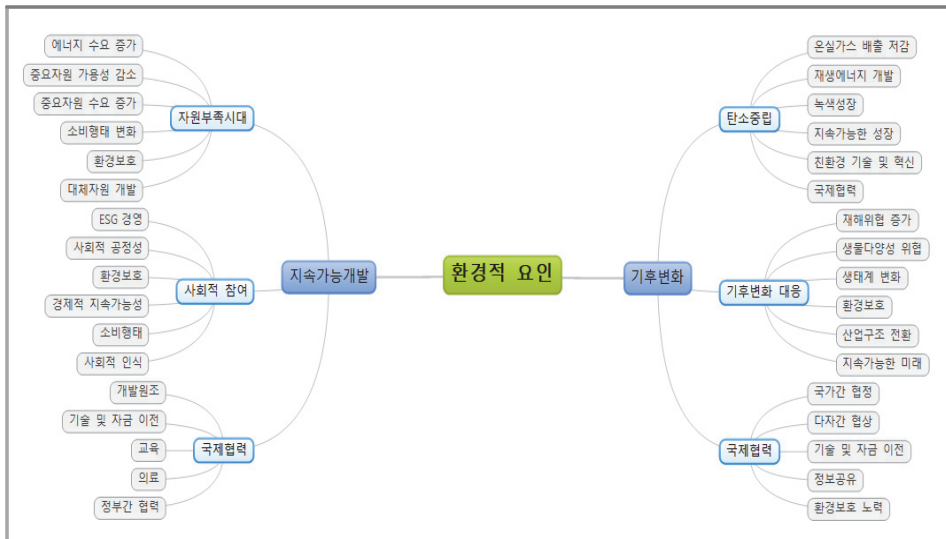 환경적 요인
지속가능개발
자원부족시대
에너지 수요 증가
중요자원 가용성 감소
중요자원 수요 증가
소비형태 변화
환경보호
대체자원 개발
사회적 참여
ESG 경영
사회적 공정성
환경보호
경제적 지속가능성
소비형태
사회적 인식
국제협력
개발원조
기술 및 자금 이전
교육
의료
정부간 협력
기후변화
탄소중립
온실가스 배출 저감
재생에너지 개발
녹색성장
지속가능한 성장
친환경 기술 및 혁신
국제협력
기후변화 대응
재해위협 증가
생물다양성 위협
생태계 변화
환경보호
산업구조 전환
지속가능한 미래
국제협력
국가간 협정
다자간 협상
기술 및 자금 이전
정보공유
환경보호 노력